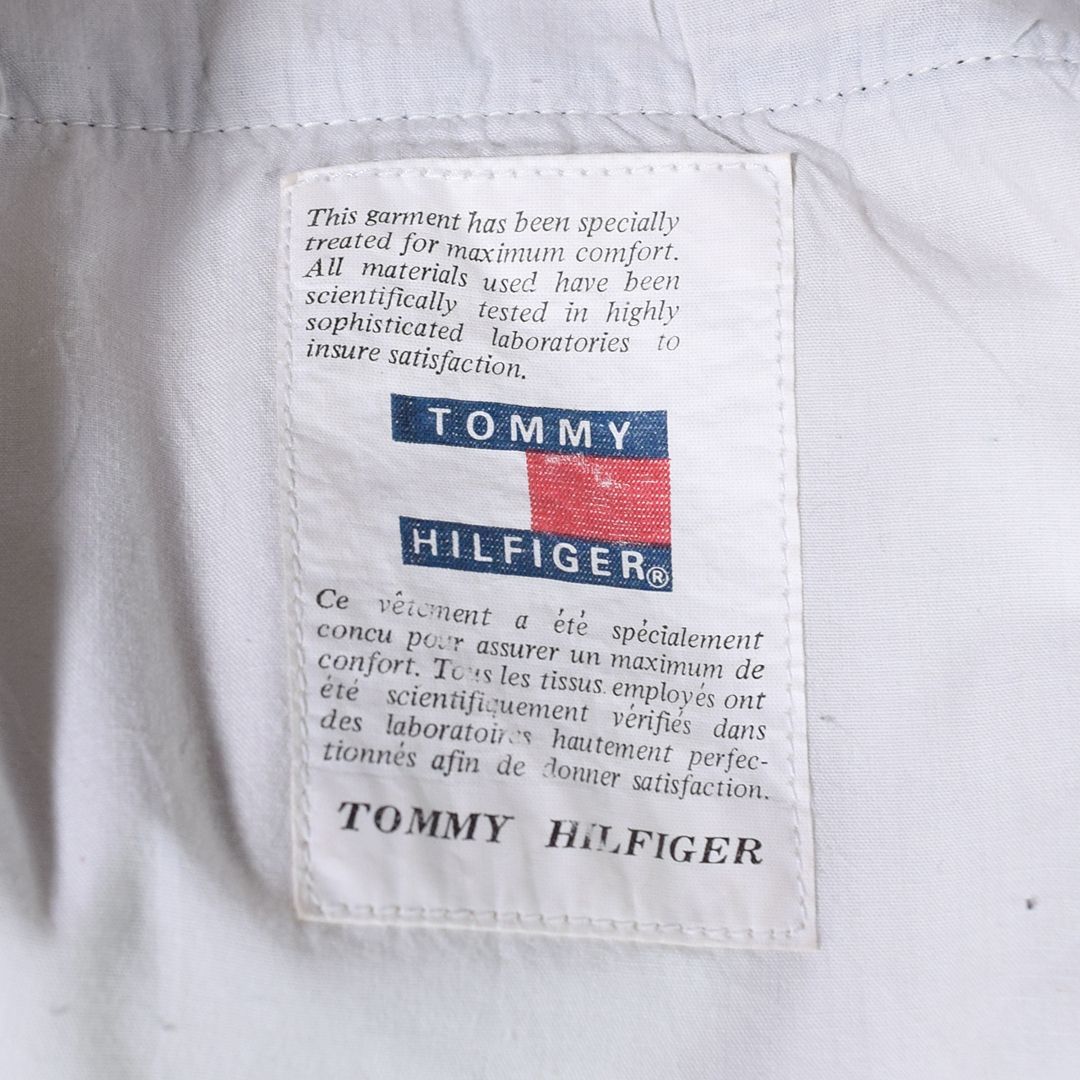 This garment has been specially
treated for maximum comfort.
All materials used have been
scientifically tested in highly
sophisticated laboratories to
insure satisfaction.
TOMMY
HILFIGER®
Ce vêtement a été spécialement
concu pour assurer un maximum de
confort. Tous les tissus employés ont
été scientifiquement vérifiés dans
des laboratoires hautement perfec-
tionnés afin de donner satisfaction.
TOMMY HILFIGER